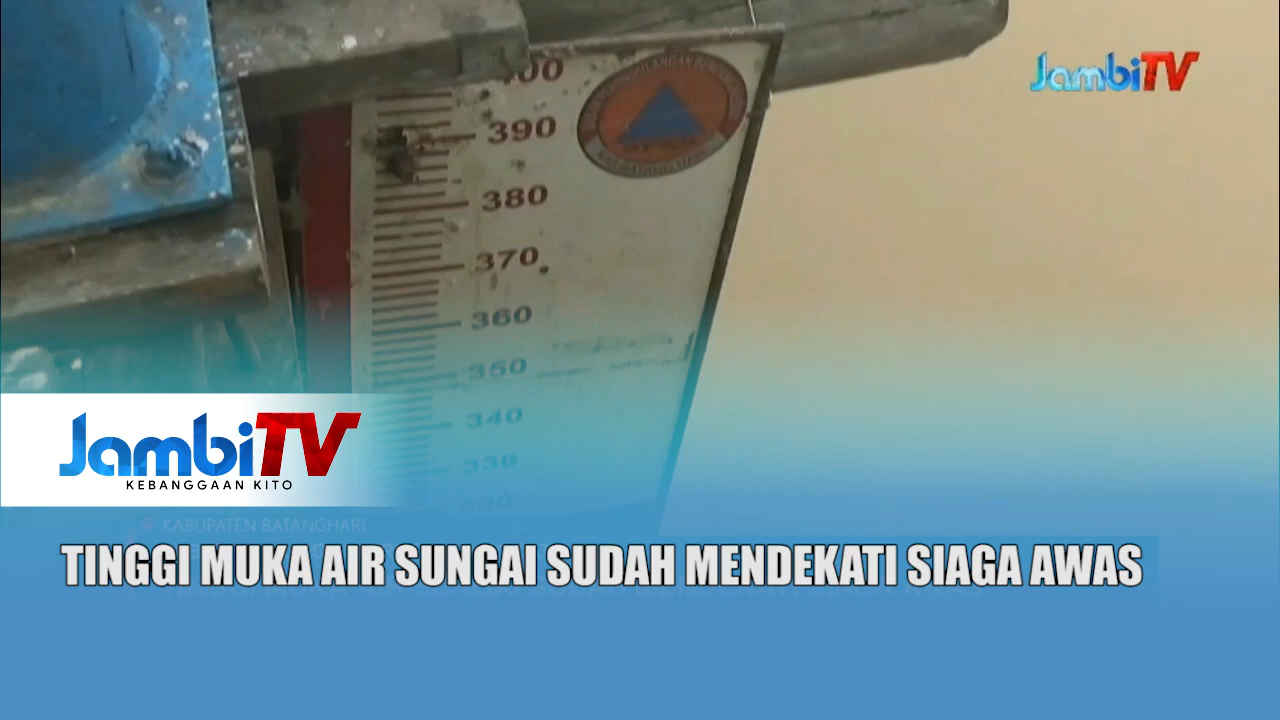 JambiTV
400
390
380
370
360
350
340
330
320
JambiTV
KEBANGGAAN KITO
KABUPATEN BATANGHARI
TINGGI MUKA AIR SUNGAI SUDAH MENDEKATI SIAGA AWAS